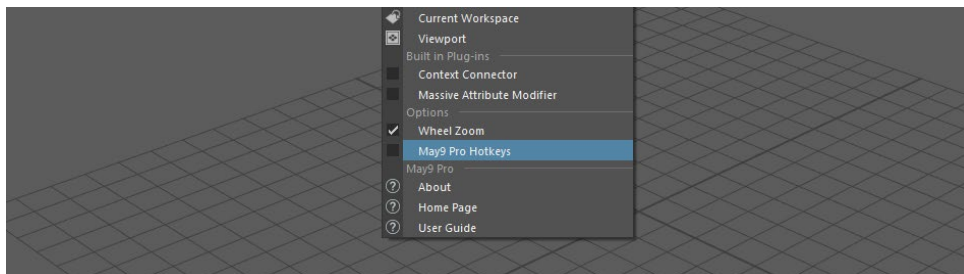 Current Workspace
Viewport
Built in Plug-ins
Context Connector
Massive Attribute Modifier
Options
Wheel Zoom
May9 Pro Hotkeys
May9 Pro
? About
? Home Page
? User Guide